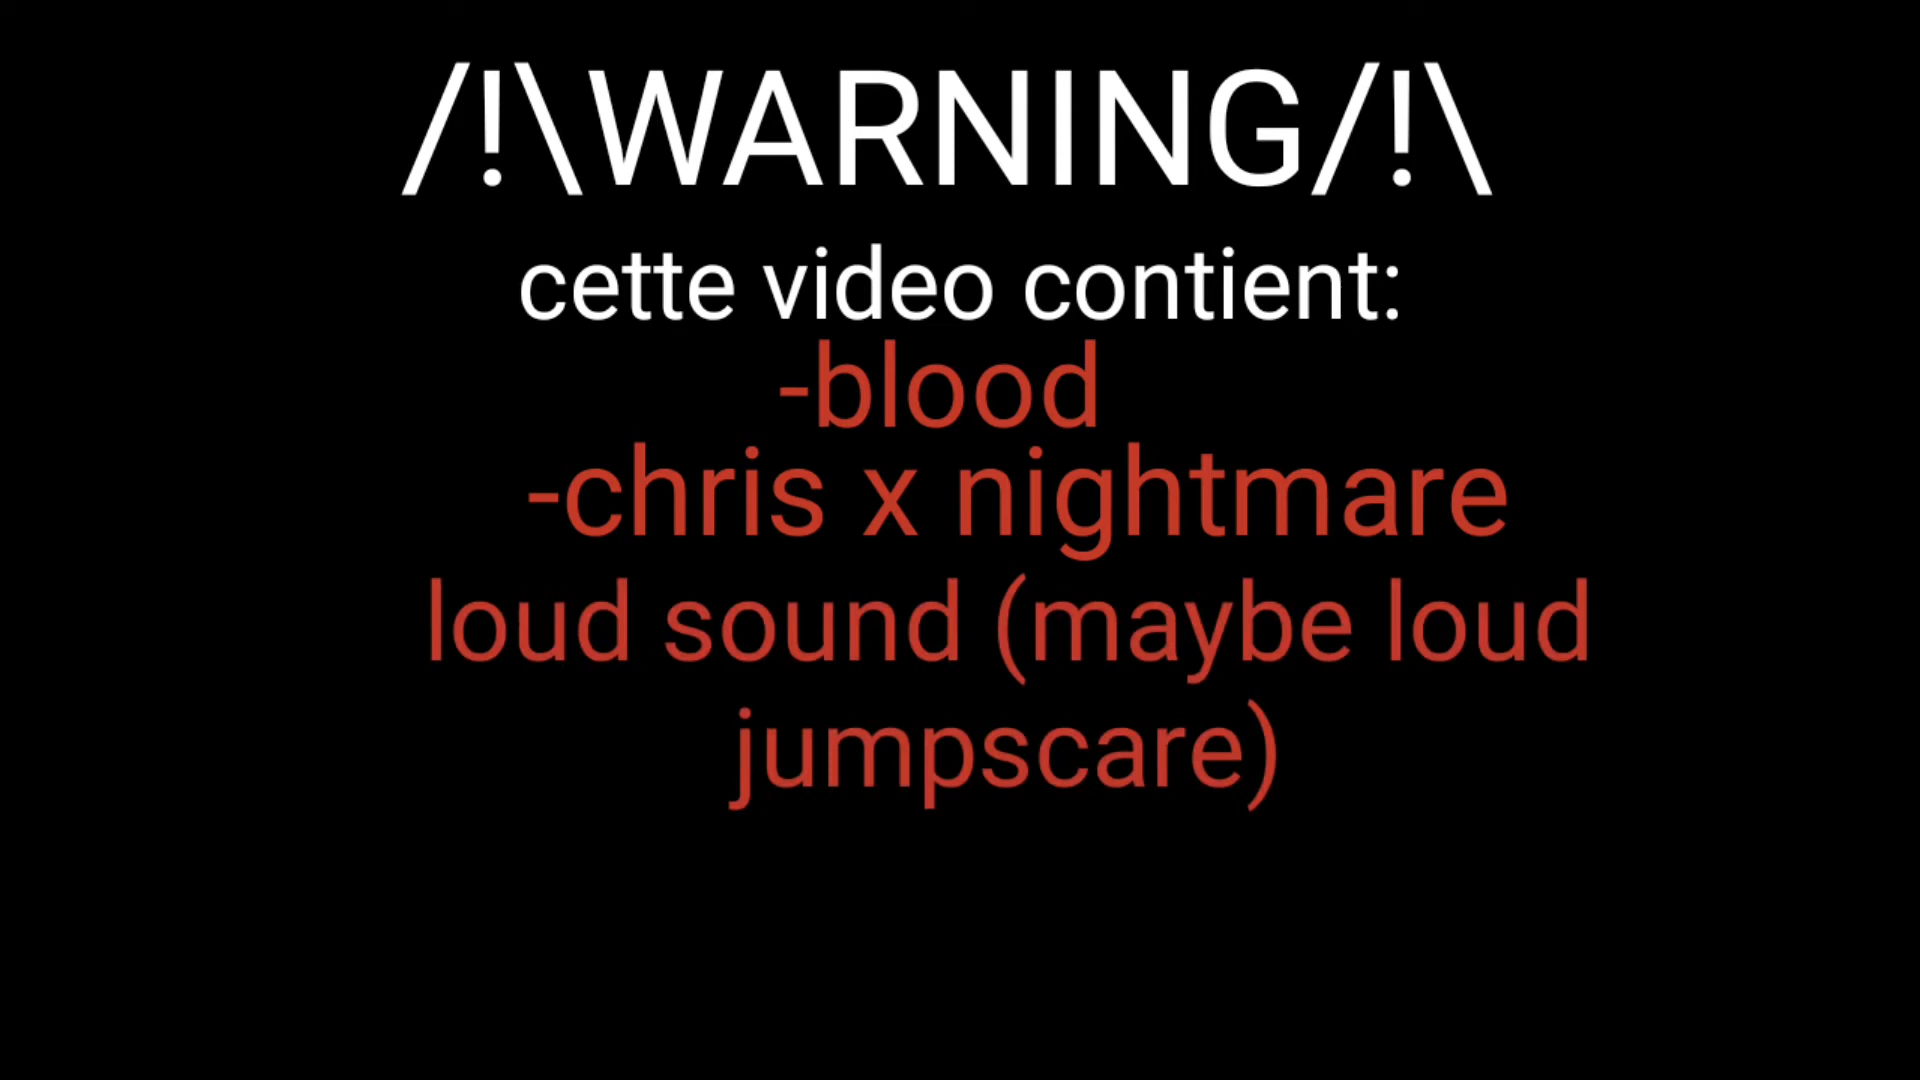 /!\WARNING/!\
cette video contient:
-blood
-chris x nightmare
loud sound (maybe loud
jumpscare)